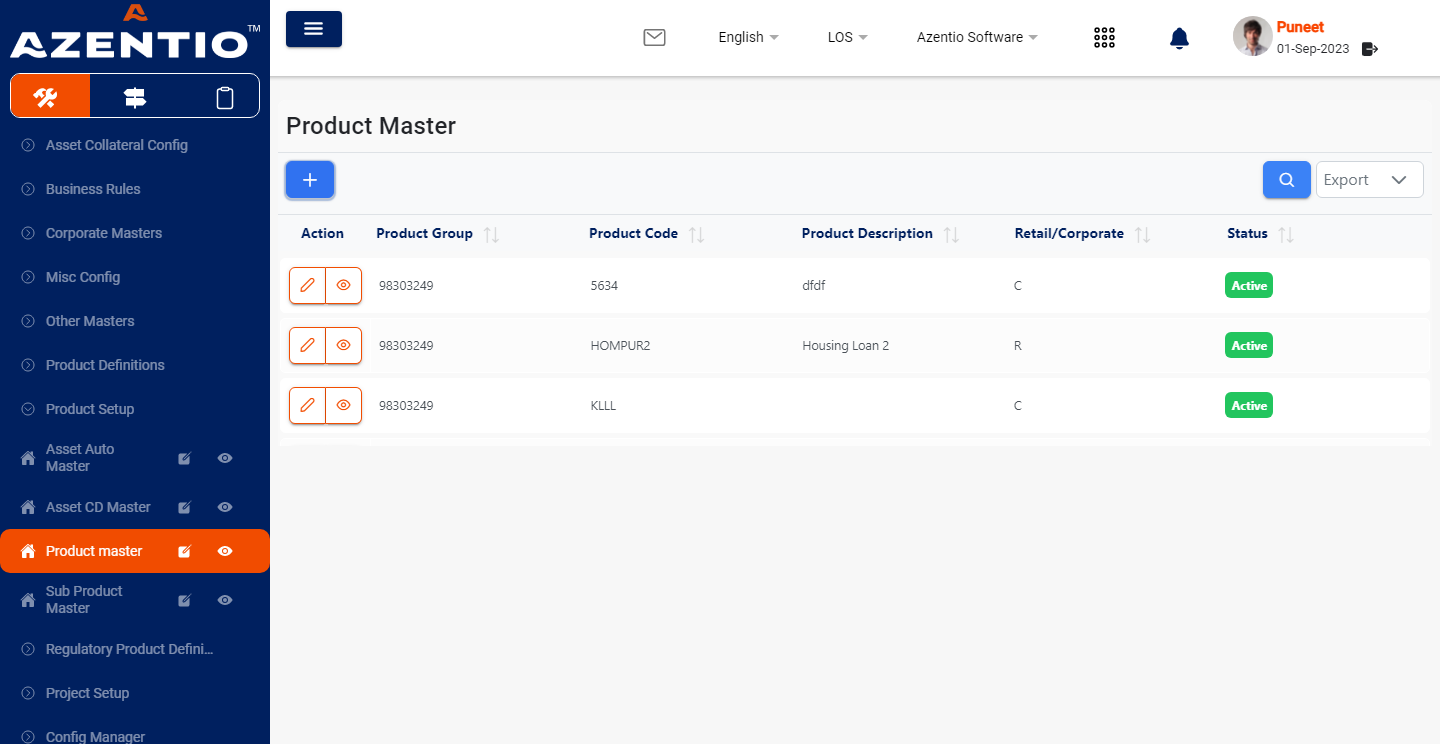 AZENTIO™
English
LOS
Azentio Software
Puneet
01-Sep-2023
Asset Collateral Config
Business Rules
Corporate Masters
Misc Config
Other Masters
Product Definitions
Product Setup
Asset Auto
Master
Asset CD Master
Product master
Sub Product
Master
Regulatory Product Defini...
Project Setup
Config Manager
Product Master
Export
Action Product Group Product Code Product Description Retail/Corporate Status
98303249 5634 dfdf C Active
98303249 HOMPUR2 Housing Loan 2 R Active
98303249 KLLL C Active